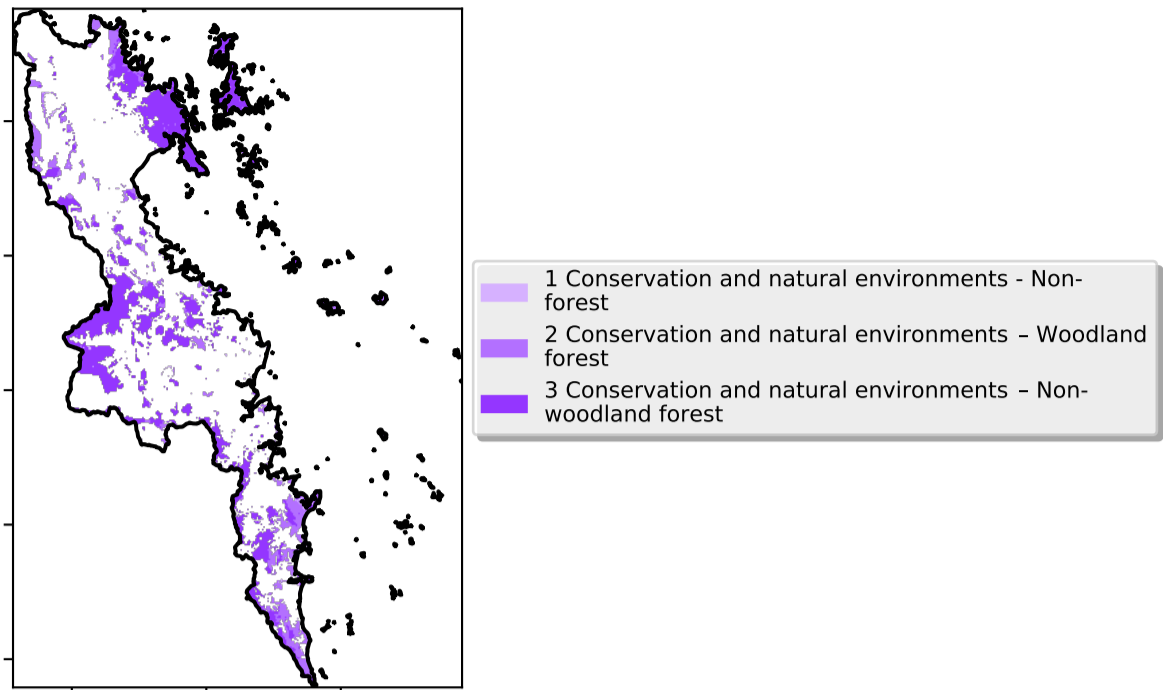 1 Conservation and natural environments - Non-
forest
2 Conservation and natural environments – Woodland
forest
3 Conservation and natural environments – Non-
woodland forest